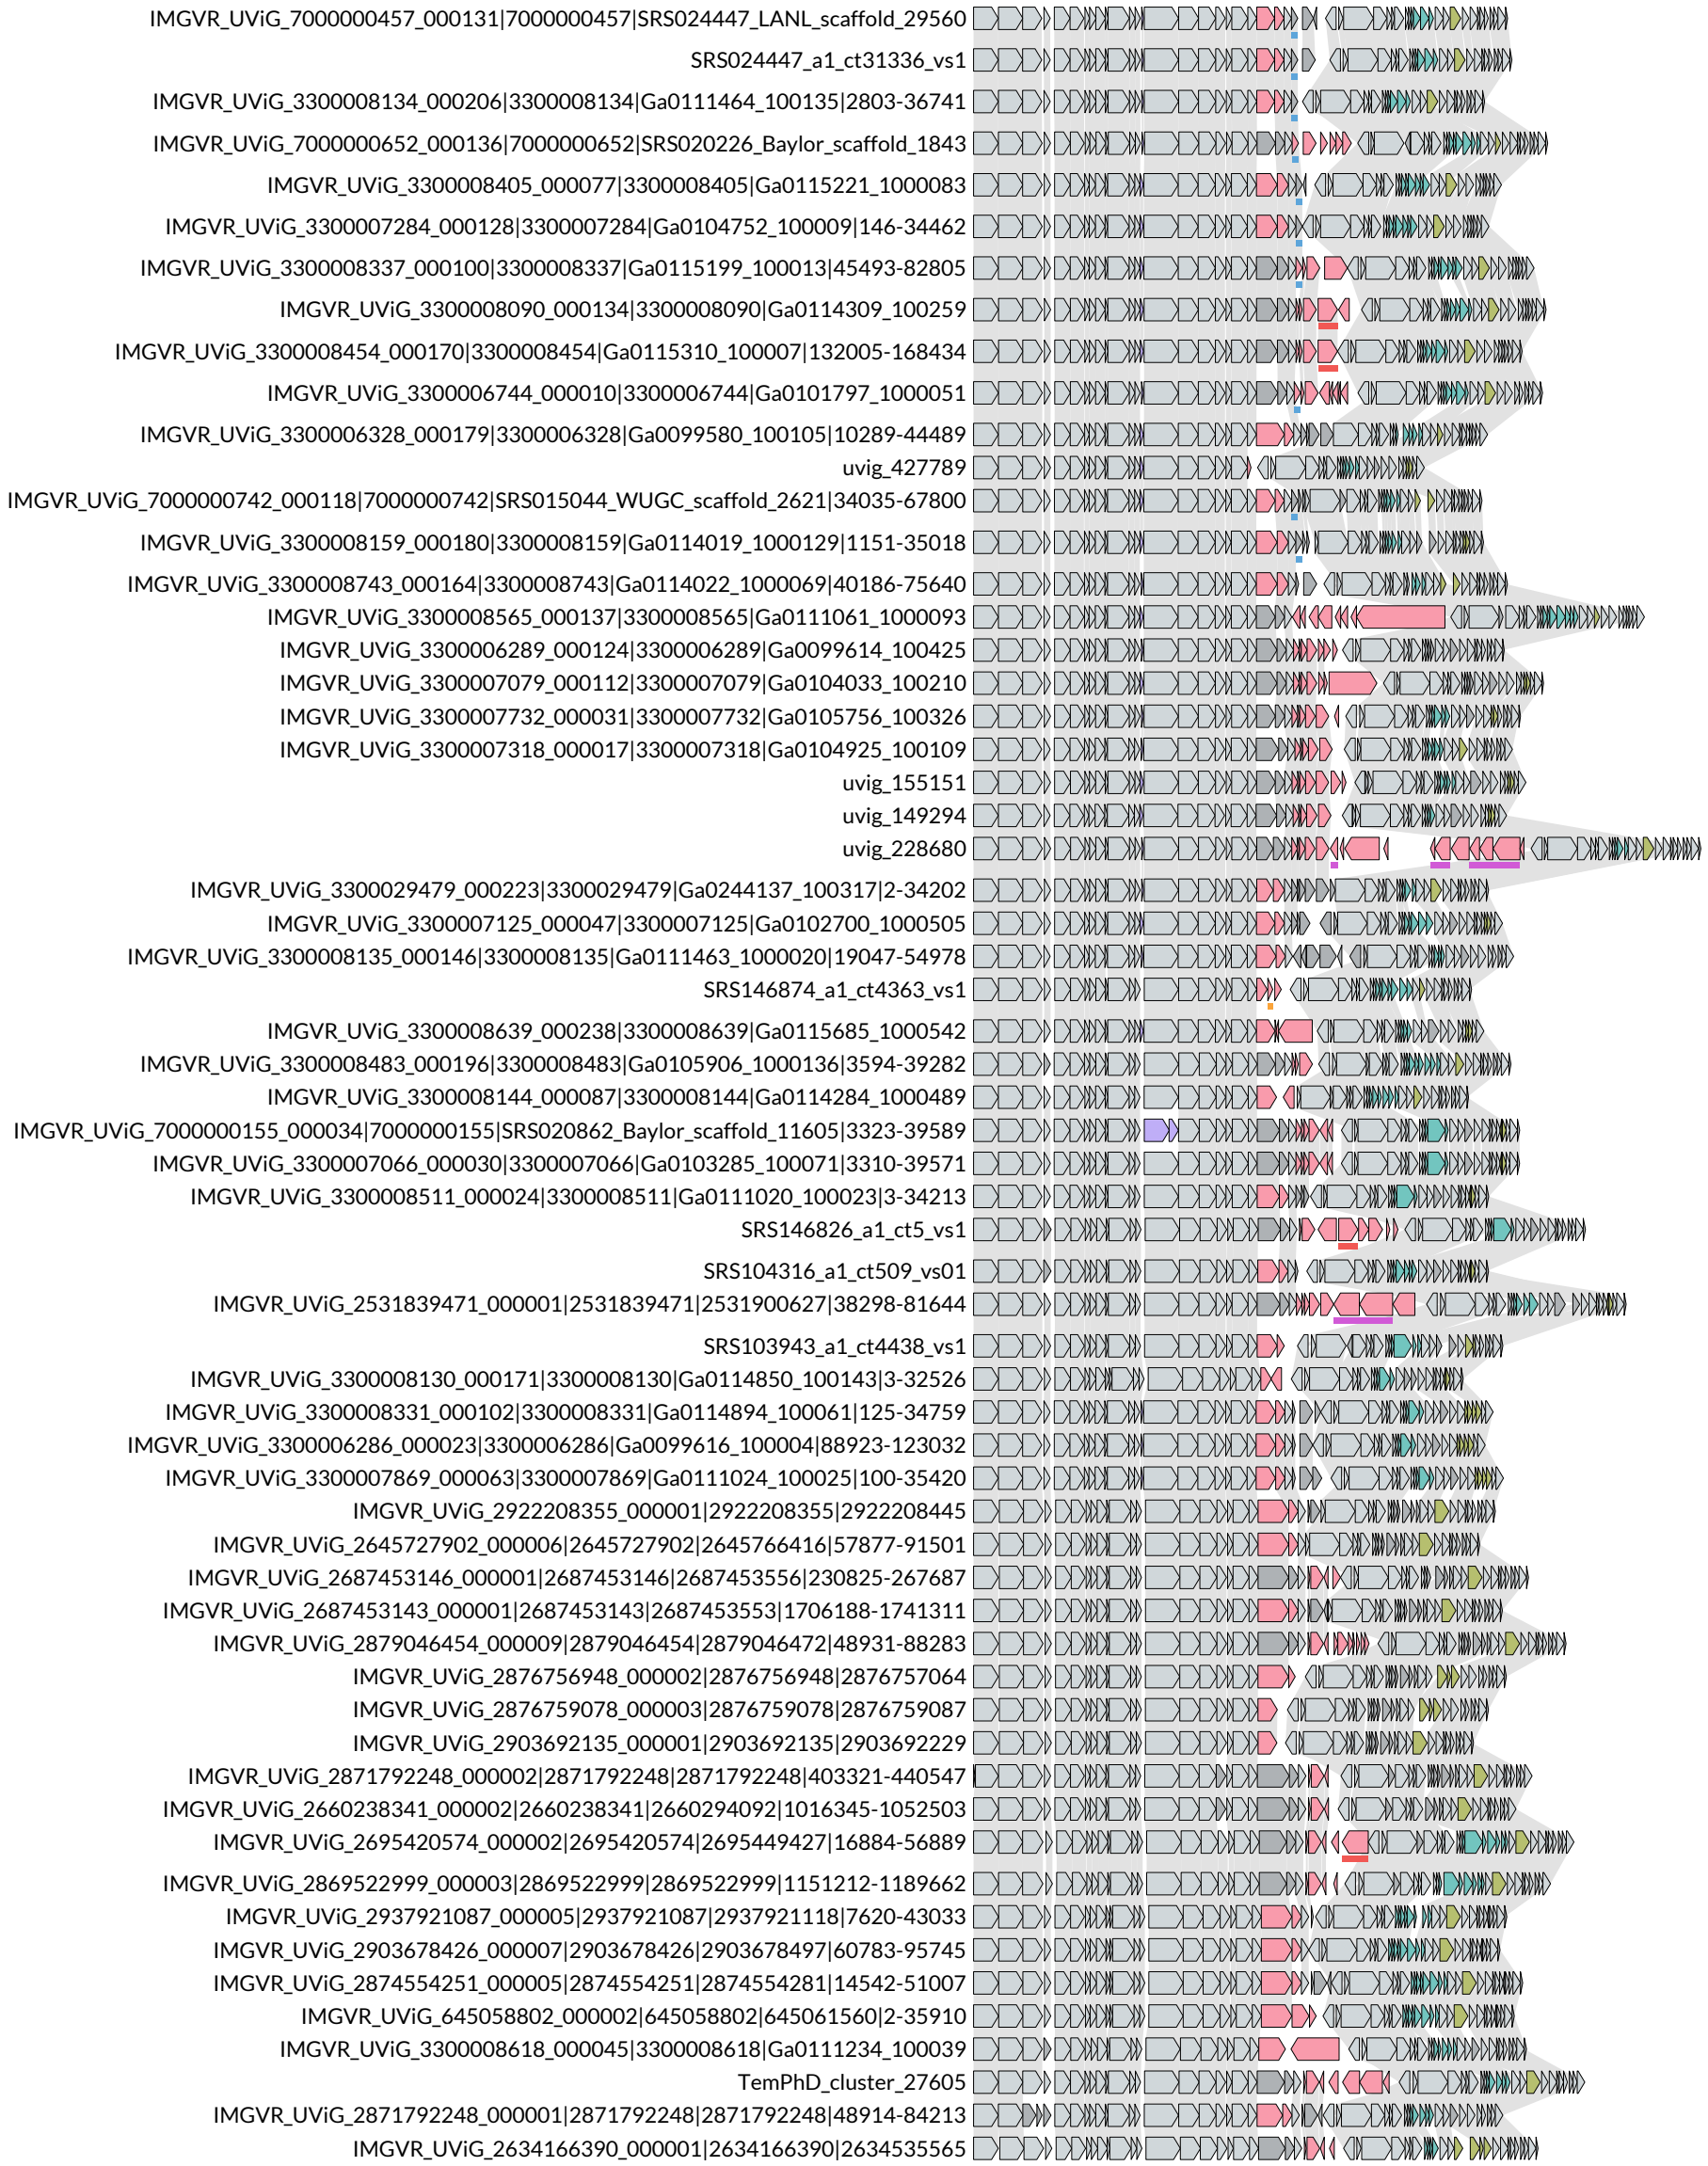 IMGVR_UViG_7000000457_000131|7000000457|SRS024447_LANL_scaffold_29560
SRS024447_a1_ct31336_vs1
IMGVR_UViG_3300008134_000206|3300008134|Ga0111464_100135|2803-36741
IMGVR_UViG_7000000652_000136|7000000652|SRS020226_Baylor_scaffold_1843
IMGVR_UViG_3300008405_000077|3300008405|Ga0115221_1000083
IMGVR_UViG_3300007284_000128|3300007284|Ga0104752_100009|146-34462
IMGVR_UViG_3300008337_000100|3300008337|Ga0115199_100013|45493-82805
IMGVR_UViG_3300008090_000134|3300008090|Ga0114309_100259
IMGVR_UViG_3300008454_000170|3300008454|Ga0115310_100007|132005-168434
IMGVR_UViG_3300006744_000010|3300006744|Ga0101797_1000051
IMGVR_UViG_3300006328_000179|3300006328|Ga0099580_100105|10289-44489
uvig_427789
IMGVR_UViG_7000000742_000118|7000000742|SRS015044_WUGC_scaffold_2621|34035-67800
IMGVR_UViG_3300008159_000180|3300008159|Ga0114019_1000129|1151-35018
IMGVR_UViG_3300008743_000164|3300008743|Ga0114022_1000069|40186-75640
IMGVR_UViG_3300008565_000137|3300008565|Ga0111061_1000093
IMGVR_UViG_3300006289_000124|3300006289|Ga0099614_100425
IMGVR_UViG_3300007079_000112|3300007079|Ga0104033_100210
IMGVR_UViG_3300007732_000031|3300007732|Ga0105756_100326
IMGVR_UViG_3300007318_000017|3300007318|Ga0104925_100109
uvig_155151
uvig_149294
uvig_228680
IMGVR_UViG_3300029479_000223|3300029479|Ga0244137_100317|2-34202
IMGVR_UViG_3300007125_000047|3300007125|Ga0102700_1000505
IMGVR_UViG_3300008135_000146|3300008135|Ga0111463_1000020|19047-54978
SRS146874_a1_ct4363_vs1
IMGVR_UViG_3300008639_000238|3300008639|Ga0115685_1000542
IMGVR_UViG_3300008483_000196|3300008483|Ga0105906_1000136|3594-39282
IMGVR_UViG_3300008144_000087|3300008144|Ga0114284_1000489
IMGVR_UViG_7000000155_000034|7000000155|SRS020862_Baylor_scaffold_11605|3323-39589
IMGVR_UViG_3300007066_000030|3300007066|Ga0103285_100071|3310-39571
IMGVR_UViG_3300008511_000024|3300008511|Ga0111020_100023|3-34213
SRS146826_a1_ct5_vs1
SRS104316_a1_ct509_vs01
IMGVR_UViG_2531839471_000001|2531839471|2531900627|38298-81644
SRS103943_a1_ct4438_vs1
IMGVR_UViG_3300008130_000171|3300008130|Ga0114850_100143|3-32526
IMGVR_UViG_3300008331_000102|3300008331|Ga0114894_100061|125-34759
IMGVR_UViG_3300006286_000023|3300006286|Ga0099616_100004|88923-123032
IMGVR_UViG_3300007869_000063|3300007869|Ga0111024_100025|100-35420
IMGVR_UViG_2922208355_000001|2922208355|2922208445
IMGVR_UViG_2645727902_000006|2645727902|2645766416|57877-91501
IMGVR_UViG_2687453146_000001|2687453146|2687453556|230825-267687
IMGVR_UViG_2687453143_000001|2687453143|2687453553|1706188-1741311
IMGVR_UViG_2879046454_000009|2879046454|2879046472|48931-88283
IMGVR_UViG_2876756948_000002|2876756948|2876757064
IMGVR_UViG_2876759078_000003|2876759078|2876759087
IMGVR_UViG_2903692135_000001|2903692135|2903692229
IMGVR_UViG_2871792248_000002|2871792248|2871792248|403321-440547
IMGVR_UViG_2660238341_000002|2660238341|2660294092|1016345-1052503
IMGVR_UViG_2695420574_000002|2695420574|2695449427|16884-56889
IMGVR_UViG_2869522999_000003|2869522999|2869522999|1151212-1189662
IMGVR_UViG_2937921087_000005|2937921087|2937921118|7620-43033
IMGVR_UViG_2903678426_000007|2903678426|2903678497|60783-95745
IMGVR_UViG_2874554251_000005|2874554251|2874554281|14542-51007
IMGVR_UViG_645058802_000002|645058802|645061560|2-35910
IMGVR_UViG_3300008618_000045|3300008618|Ga0111234_100039
TemPhD_cluster_27605
IMGVR_UViG_2871792248_000001|2871792248|2871792248|48914-84213
IMGVR_UViG_2634166390_000001|2634166390|2634535565